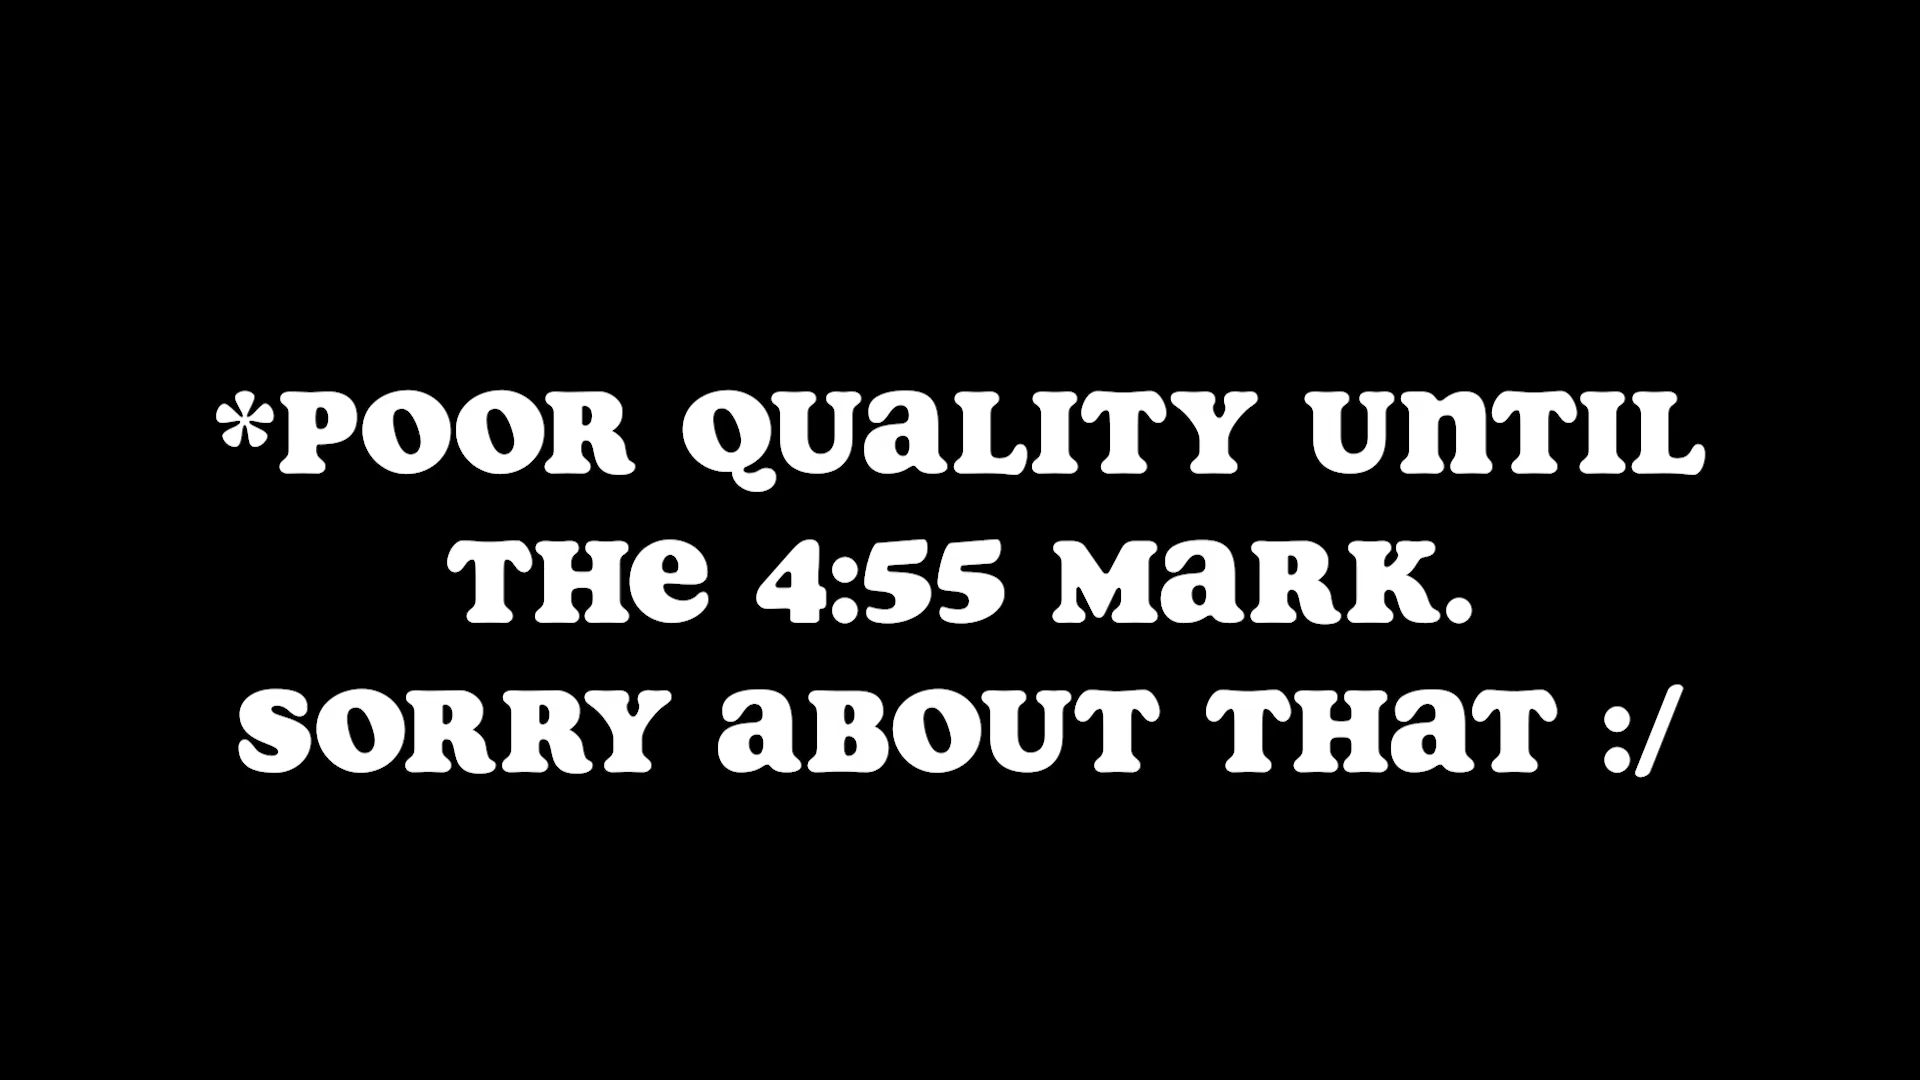 *POOR QUaLITY UnTIL
THe 4:55 MaRK.
SORRY aBOUT THaT :/